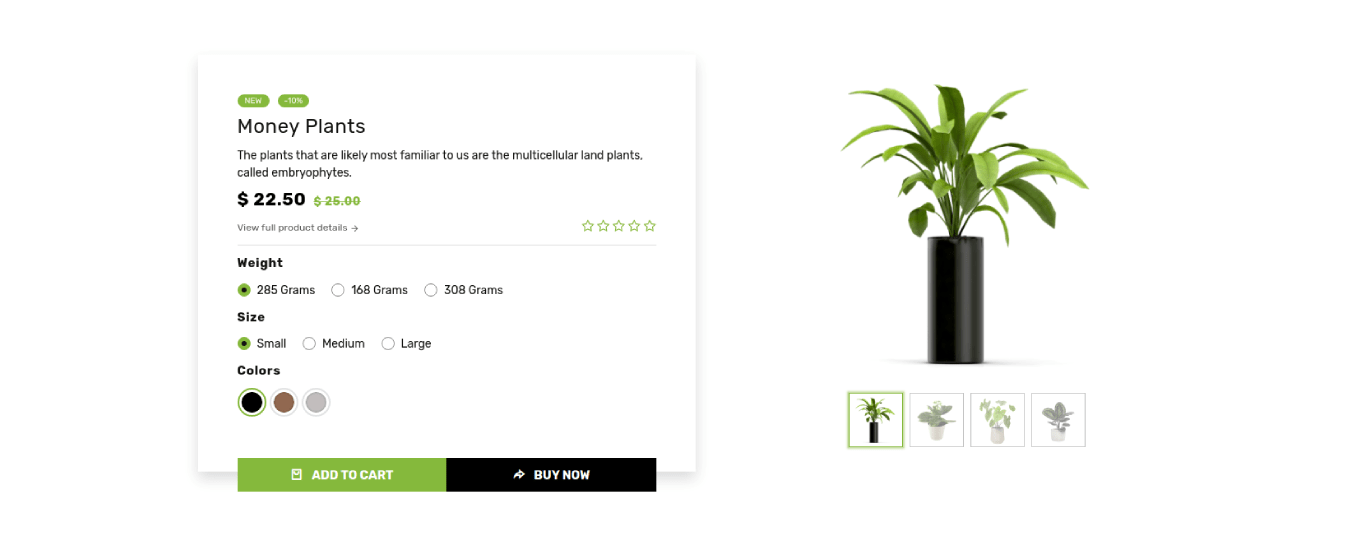 NEW -10%
Money Plants
The plants that are likely most familiar to us are the multicellular land plants,
called embryophytes.
$ 22.50 $ 25.00
View full product details →
Weight
285 Grams 168 Grams 308 Grams
Size
Small Medium Large
Colors
ADD TO CART BUY NOW